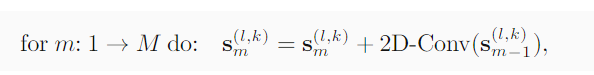 for m: 1 → M do: s_m^{(l,k)} = s_m^{(l,k)} + 2D-Conv(s_{m-1}^{(l,k)}),